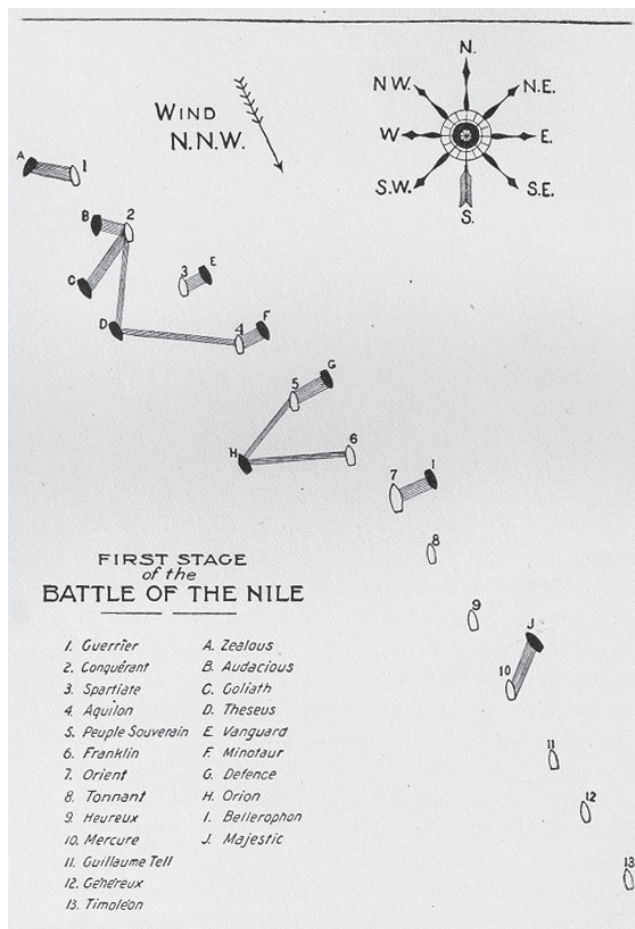 N.
NW.
N.E.
WIND
N.N.W.
W
E.
S.W.
S.E.
S.
A
1
B
2
C
3
E
D
4
F
G
5
H
6
7
I
8
9
J
10
11
12
13
FIRST STAGE
of the
BATTLE OF THE NILE
1. Guerrier A. Zealous
2. Conquérant B. Audacious
3. Spartiate C. Goliath
4. Aquilon D. Theseus
5. Peuple Souverain E. Vanguard
6. Franklin F. Minotaur
7. Orient G. Defence
8. Tonnant H. Orion
9. Heureux I. Bellerophon
10. Mercure J. Majestic
11. Guillaume Tell
12. Généreux
13. Timoléon